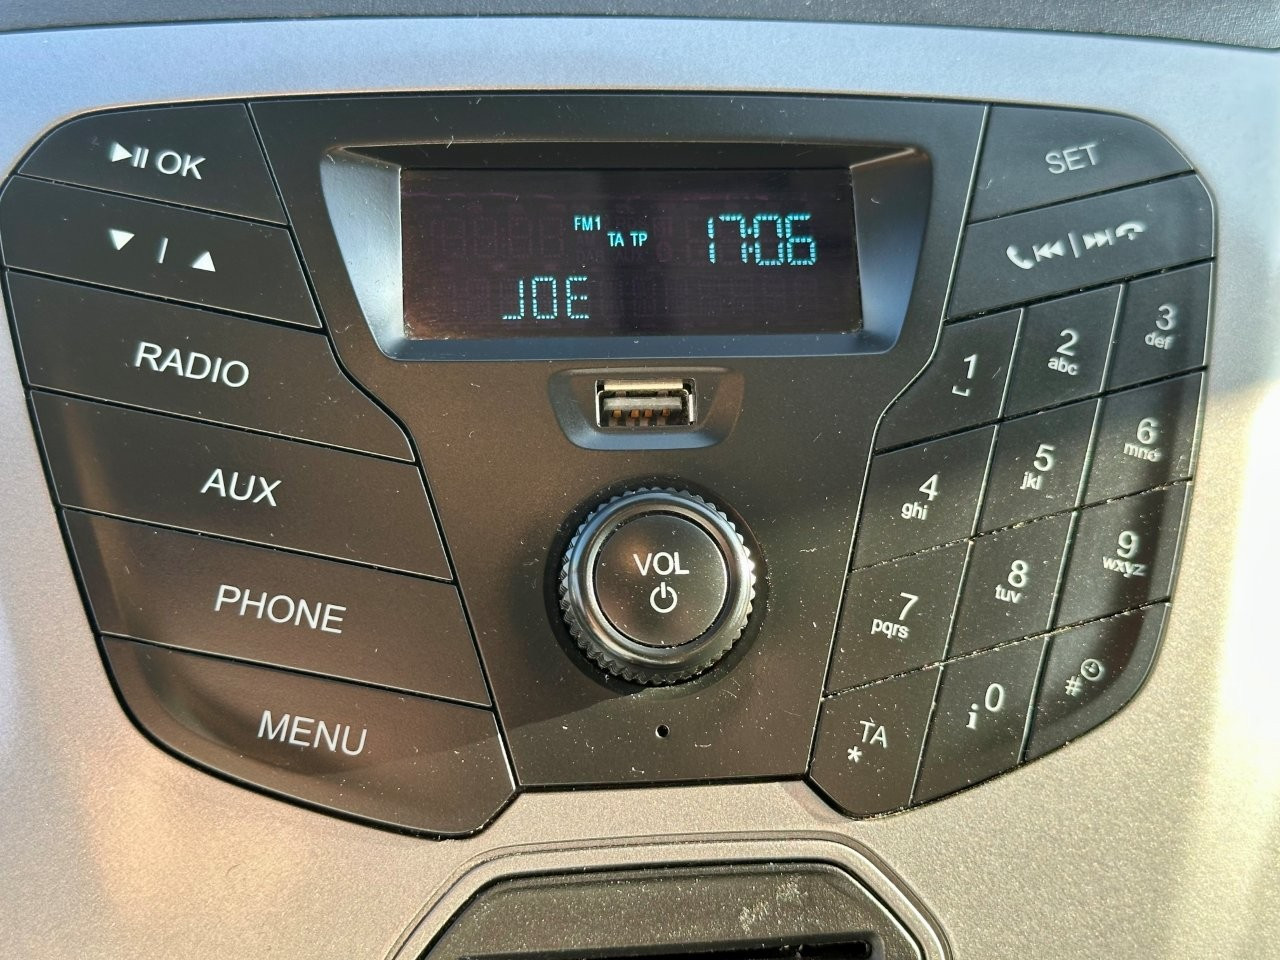 FM1
TA TP
17:06
JOE
OK
RADIO
AUX
PHONE
MENU
VOL
SET
1
2
abc
3
def
4
ghi
5
jkl
6
mno
7
pqrs
8
tuv
9
wxyz
TA
*
i 0
#